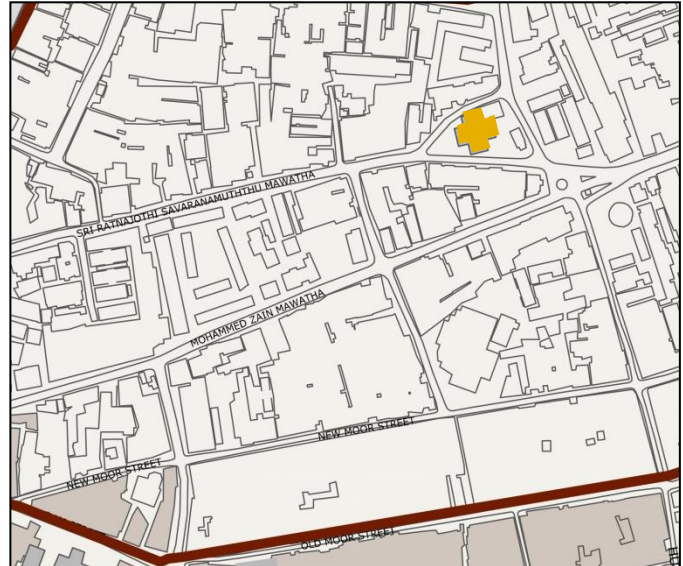 SRI RATNAJOTHI SAVARANAMUTHTHU MAWATHA
MOHAMMED ZAIN MAWATHA
NEW MOOR STREET
NEW MOOR STREET
OLD MOOR STREET